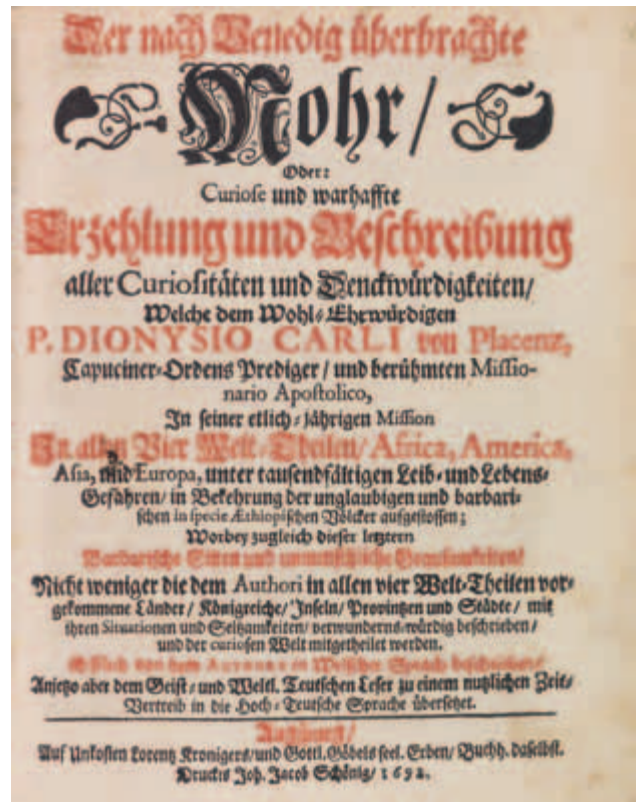 Der nach Venedig überbrachte
Mohr/
Oder:
Curiose und warhaffte
Erzehlung und Beschreibung
aller Curiositäten und Denckwürdigkeiten/
Welche dem Wohl-Ehrwürdigen
P. DIONYSIO CARLI von Placenz,
Capuciner-Ordens Prediger/ und berühmten Missio-
nario Apostolico,
In seiner etlich-jährigen Mission
In allen Vier Welt-Theilen/ Africa, America,
Asia, und Europa, unter tausendfältigen Leib- und Lebens-
Gefahren/ in Bekehrung der unglaubigen und barbari-
schen in specie Æthiopischen Völcker aufgestossen;
Worbey zugleich dieser letztern
Barbarische Sitten und unmenschliche Grausamkeiten/
Nicht weniger die dem Authori in allen vier Welt-Theilen vor-
gekommene Länder/ Königreiche/ Inseln/ Provintzen und Städte/ mit
ihren Situationen und Seltzamkeiten/ verwunderns-würdig beschrieben/
und der curiosen Welt mitgetheilet werden.
von dem AUTHORE in Welscher Sprach beschrieben/
Anjetzo aber dem Geist- und Weltl. Teutschen Leser zu einem nutzlichen Zeit-
Vertreib in die Hoch-Teutsche Sprache übersetzet.
Augspurg/
Auf Unkosten Lorentz Kronigers/ und Gottl. Göbels seel. Erben/ Buchh. daselbst.
Druckts Joh. Jacob Schönig/ 1692.